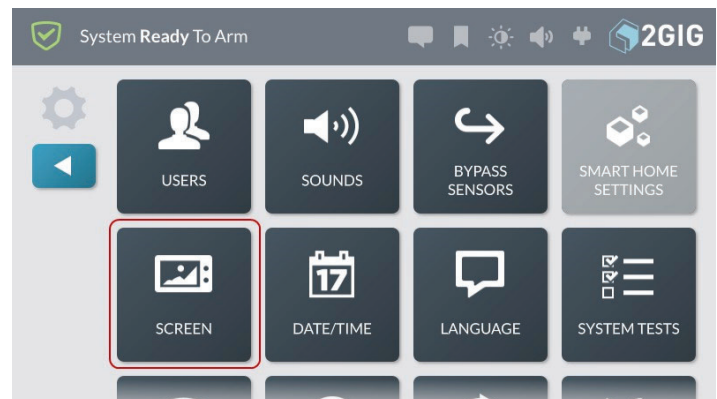 System Ready To Arm
2GIG
USERS
SOUNDS
BYPASS
SENSORS
SMART HOME
SETTINGS
SCREEN
17
DATE/TIME
LANGUAGE
SYSTEM TESTS